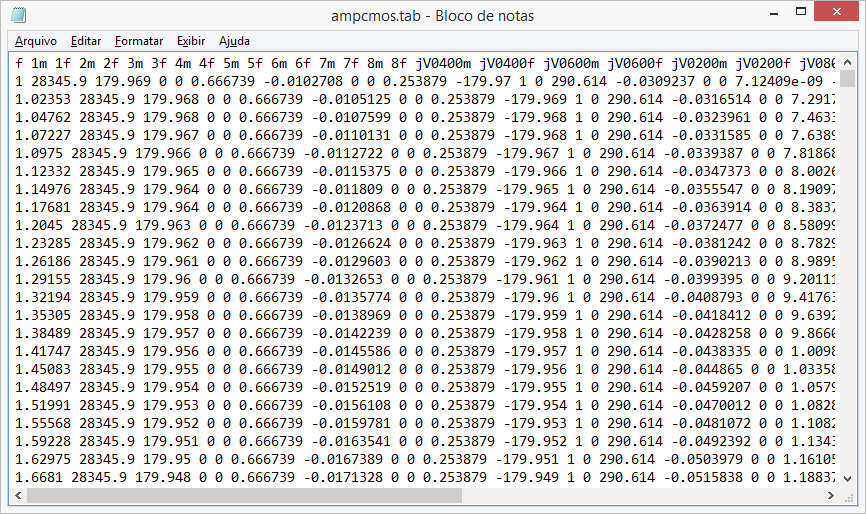 ampcmos.tab - Bloco de notas
Arquivo Editar Formatar Exibir Ajuda
f 1m 1f 2m 2f 3m 3f 4m 4f 5m 5f 6m 6f 7m 7f 8m 8f jV0400m jV0400f jV0600m jV0600f jV0200m jV0200f jV080
1 28345.9 179.969 0 0 0.666739 -0.0102708 0 0 0.253879 -179.97 1 0 290.614 -0.0309237 0 0 7.12409e-09 -
1.02353 28345.9 179.968 0 0 0.666739 -0.0105125 0 0 0.253879 -179.969 1 0 290.614 -0.0316514 0 0 7.2917
1.04762 28345.9 179.968 0 0 0.666739 -0.0107599 0 0 0.253879 -179.968 1 0 290.614 -0.0323961 0 0 7.4633
1.07227 28345.9 179.967 0 0 0.666739 -0.0110131 0 0 0.253879 -179.968 1 0 290.614 -0.0331585 0 0 7.6389
1.0975 28345.9 179.966 0 0 0.666739 -0.0112722 0 0 0.253879 -179.967 1 0 290.614 -0.0339387 0 0 7.81868
1.12332 28345.9 179.965 0 0 0.666739 -0.0115375 0 0 0.253879 -179.966 1 0 290.614 -0.0347373 0 0 8.0026
1.14976 28345.9 179.964 0 0 0.666739 -0.011809 0 0 0.253879 -179.965 1 0 290.614 -0.0355547 0 0 8.19097
1.17681 28345.9 179.964 0 0 0.666739 -0.0120868 0 0 0.253879 -179.964 1 0 290.614 -0.0363914 0 0 8.3837
1.2045 28345.9 179.963 0 0 0.666739 -0.0123713 0 0 0.253879 -179.964 1 0 290.614 -0.0372477 0 0 8.58099
1.23285 28345.9 179.962 0 0 0.666739 -0.0126624 0 0 0.253879 -179.963 1 0 290.614 -0.0381242 0 0 8.7829
1.26186 28345.9 179.961 0 0 0.666739 -0.0129603 0 0 0.253879 -179.962 1 0 290.614 -0.0390213 0 0 8.9895
1.29155 28345.9 179.96 0 0 0.666739 -0.0132653 0 0 0.253879 -179.961 1 0 290.614 -0.0399395 0 0 9.20111
1.32194 28345.9 179.959 0 0 0.666739 -0.0135774 0 0 0.253879 -179.96 1 0 290.614 -0.0408793 0 0 9.41763
1.35305 28345.9 179.958 0 0 0.666739 -0.0138969 0 0 0.253879 -179.959 1 0 290.614 -0.0418412 0 0 9.6392
1.38489 28345.9 179.957 0 0 0.666739 -0.0142239 0 0 0.253879 -179.958 1 0 290.614 -0.0428258 0 0 9.8660
1.41747 28345.9 179.956 0 0 0.666739 -0.0145586 0 0 0.253879 -179.957 1 0 290.614 -0.0438335 0 0 1.0098
1.45083 28345.9 179.955 0 0 0.666739 -0.0149012 0 0 0.253879 -179.956 1 0 290.614 -0.044865 0 0 1.03358
1.48497 28345.9 179.954 0 0 0.666739 -0.0152519 0 0 0.253879 -179.955 1 0 290.614 -0.0459207 0 0 1.0579
1.51991 28345.9 179.953 0 0 0.666739 -0.0156108 0 0 0.253879 -179.954 1 0 290.614 -0.0470012 0 0 1.0828
1.55568 28345.9 179.952 0 0 0.666739 -0.0159781 0 0 0.253879 -179.953 1 0 290.614 -0.0481072 0 0 1.1082
1.59228 28345.9 179.951 0 0 0.666739 -0.0163541 0 0 0.253879 -179.952 1 0 290.614 -0.0492392 0 0 1.1343
1.62975 28345.9 179.95 0 0 0.666739 -0.0167389 0 0 0.253879 -179.951 1 0 290.614 -0.0503979 0 0 1.16105
1.6681 28345.9 179.948 0 0 0.666739 -0.0171328 0 0 0.253879 -179.949 1 0 290.614 -0.0515838 0 0 1.18837